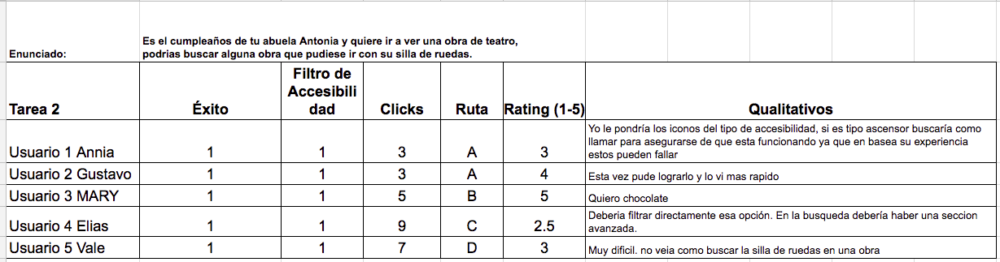 Es el cumpleaños de tu abuela Antonia y quiere ir a ver una obra de teatro,
Enunciado: podrias buscar alguna obra que pudiese ir con su silla de ruedas.
Tarea 2 Éxito Filtro de Accesibili dad Clicks Ruta Rating (1-5) Qualitativos
Yo le pondría los iconos del tipo de accesibilidad, si es tipo ascensor buscaría como
llamar para asegurarse de que esta funcionando ya que en basea su experiencia
Usuario 1 Annia 1 1 3 A 3 estos pueden fallar
Usuario 2 Gustavo 1 1 3 A 4 Esta vez pude lograrlo y lo vi mas rapido
Usuario 3 MARY 1 1 5 B 5 Quiero chocolate
Deberia filtrar directamente esa opción. En la busqueda debería haber una seccion
Usuario 4 Elias 1 1 9 C 2.5 avanzada.
Usuario 5 Vale 1 1 7 D 3 Muy dificil. no veia como buscar la silla de ruedas en una obra